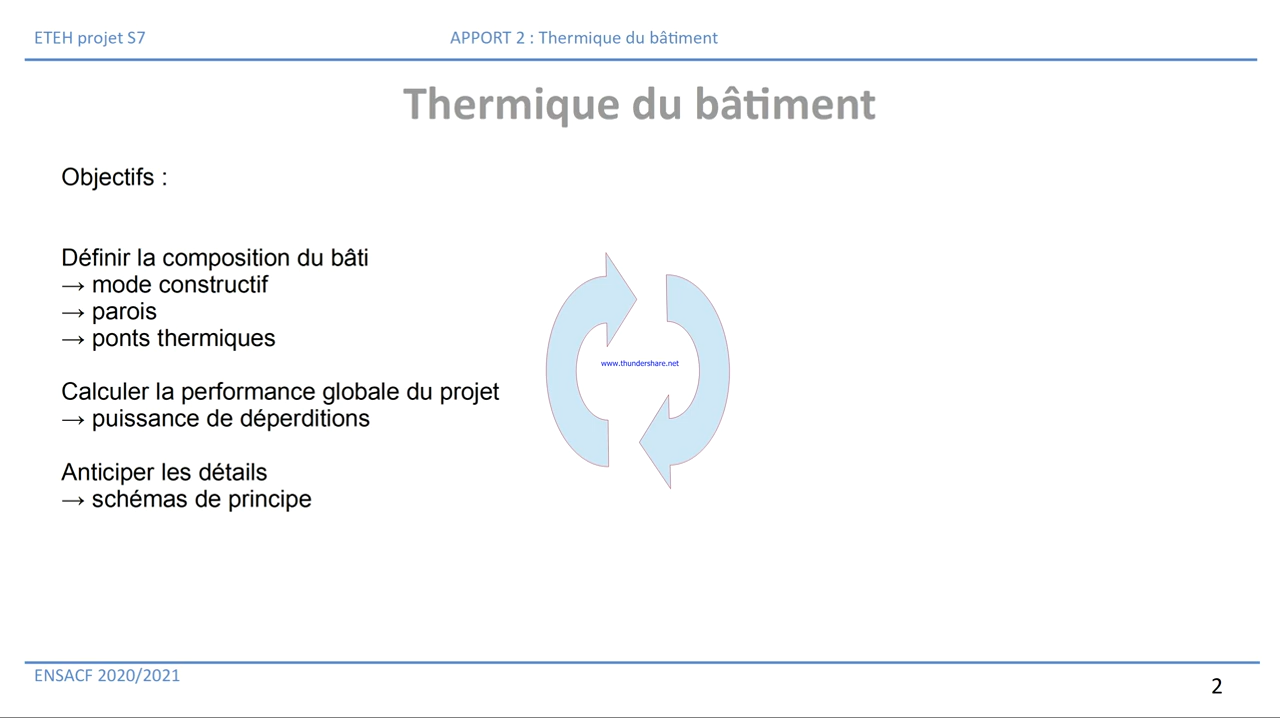 ETEH projet S7
APPORT 2 : Thermique du bâtiment
Thermique du bâtiment
Objectifs :
Définir la composition du bâti
→ mode constructif
→ parois
→ ponts thermiques
Calculer la performance globale du projet
→ puissance de déperditions
Anticiper les détails
→ schémas de principe
www.thundershare.net
ENSACF 2020/2021
2